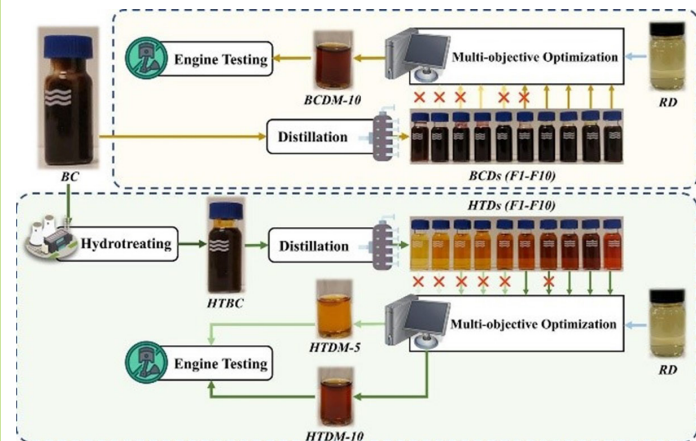 Engine Testing
BCDM-10
Multi-objective Optimization
RD
BC
Distillation
BCDs (F1-F10)
HTDs (F1-F10)
Hydrotreating
HTBC
Distillation
HTDM-5
Multi-objective Optimization
RD
Engine Testing
HTDM-10